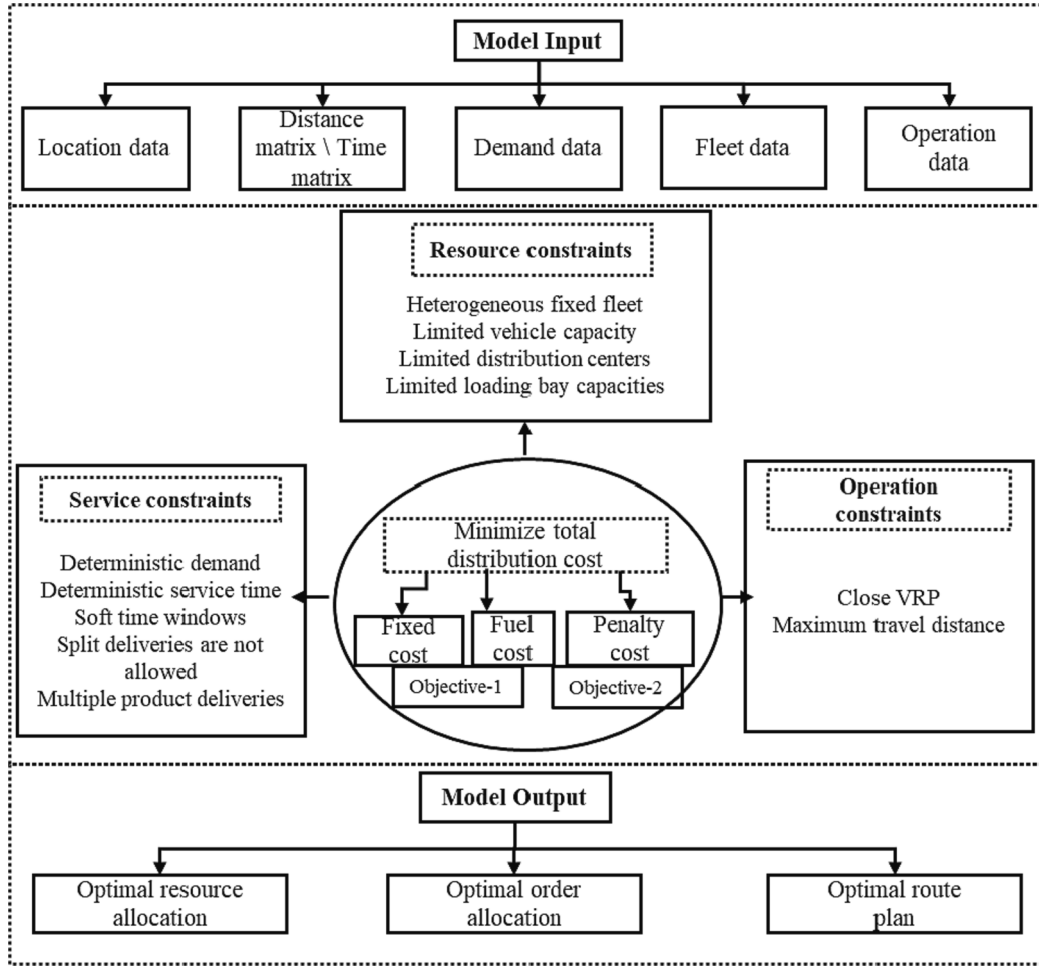 Model Input
Location data
Distance
matrix \ Time
matrix
Demand data
Fleet data
Operation
data
Resource constraints
Heterogeneous fixed fleet
Limited vehicle capacity
Limited distribution centers
Limited loading bay capacities
Service constraints
Deterministic demand
Deterministic service time
Soft time windows
Split deliveries are not
allowed
Multiple product deliveries
Minimize total
distribution cost
Fixed
cost
Fuel
cost
Penalty
cost
Objective-1
Objective-2
Operation
constraints
Close VRP
Maximum travel distance
Model Output
Optimal resource
allocation
Optimal order
allocation
Optimal route
plan